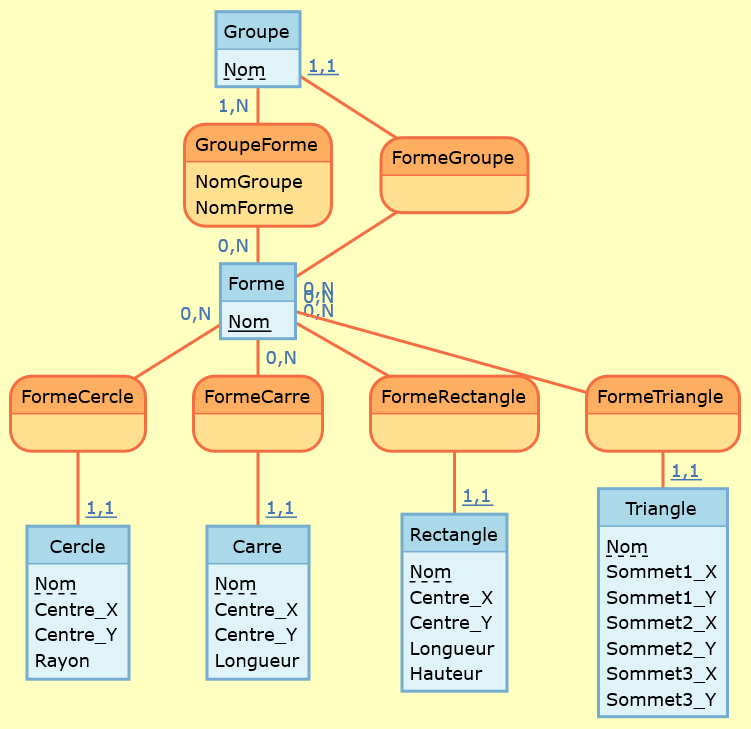 Groupe
Nom
1,1
1,N
GroupeForme
NomGroupe
NomForme
FormeGroupe
0,N
Forme
Nom
0,N
0,N
0,N
0,N
0,N
FormeCercle
FormeCarre
FormeRectangle
FormeTriangle
1,1
1,1
1,1
1,1
Cercle
Nom
Centre_X
Centre_Y
Rayon
Carre
Nom
Centre_X
Centre_Y
Longueur
Rectangle
Nom
Centre_X
Centre_Y
Longueur
Hauteur
Triangle
Nom
Sommet1_X
Sommet1_Y
Sommet2_X
Sommet2_Y
Sommet3_X
Sommet3_Y